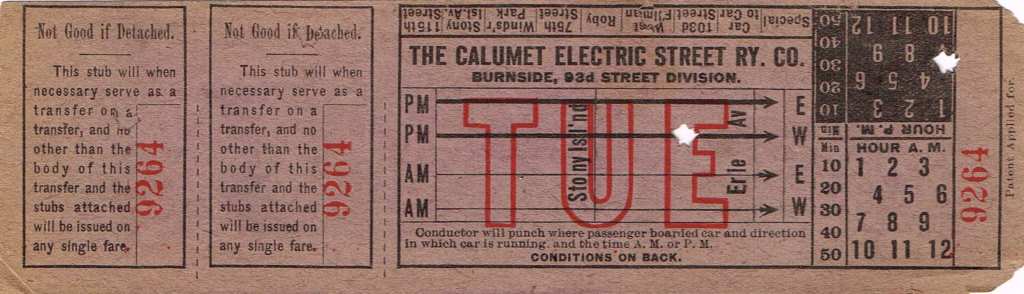 Not Good if Detached.
This stub will when
necessary serve as a
transfer on a
transfer, and no
other than the
body of this
transfer and the
stubs attached
will be issued on
any single fare.
9264
Not Good if Detached.
This stub will when
necessary serve as a
transfer on a
transfer, and no
other than the
body of this
transfer and the
stubs attached
will be issued on
any single fare.
9264
115th Street
Stony Isl. Av.
Winds'r Park
75th Street
Roby
West
Ellman Street
103d
Car to Car
Special
THE CALUMET ELECTRIC STREET RY. CO.
BURNSIDE, 93d STREET DIVISION.
TUE
PM E
PM W
AM E
AM W
Stony Isl'nd
Erie Av
Conductor will punch where passenger boarded car and direction
in which car is running, and the time A. M. or P. M.
CONDITIONS ON BACK.
HOUR P. M.
1 2 3
4 5 6
8 9
10 11 12
Min
10
20
30
40
50
HOUR A. M.
1 2 3
4 5 6
7 8 9
10 11 12
Min
10
20
30
40
50
9264
Patent Applied for.